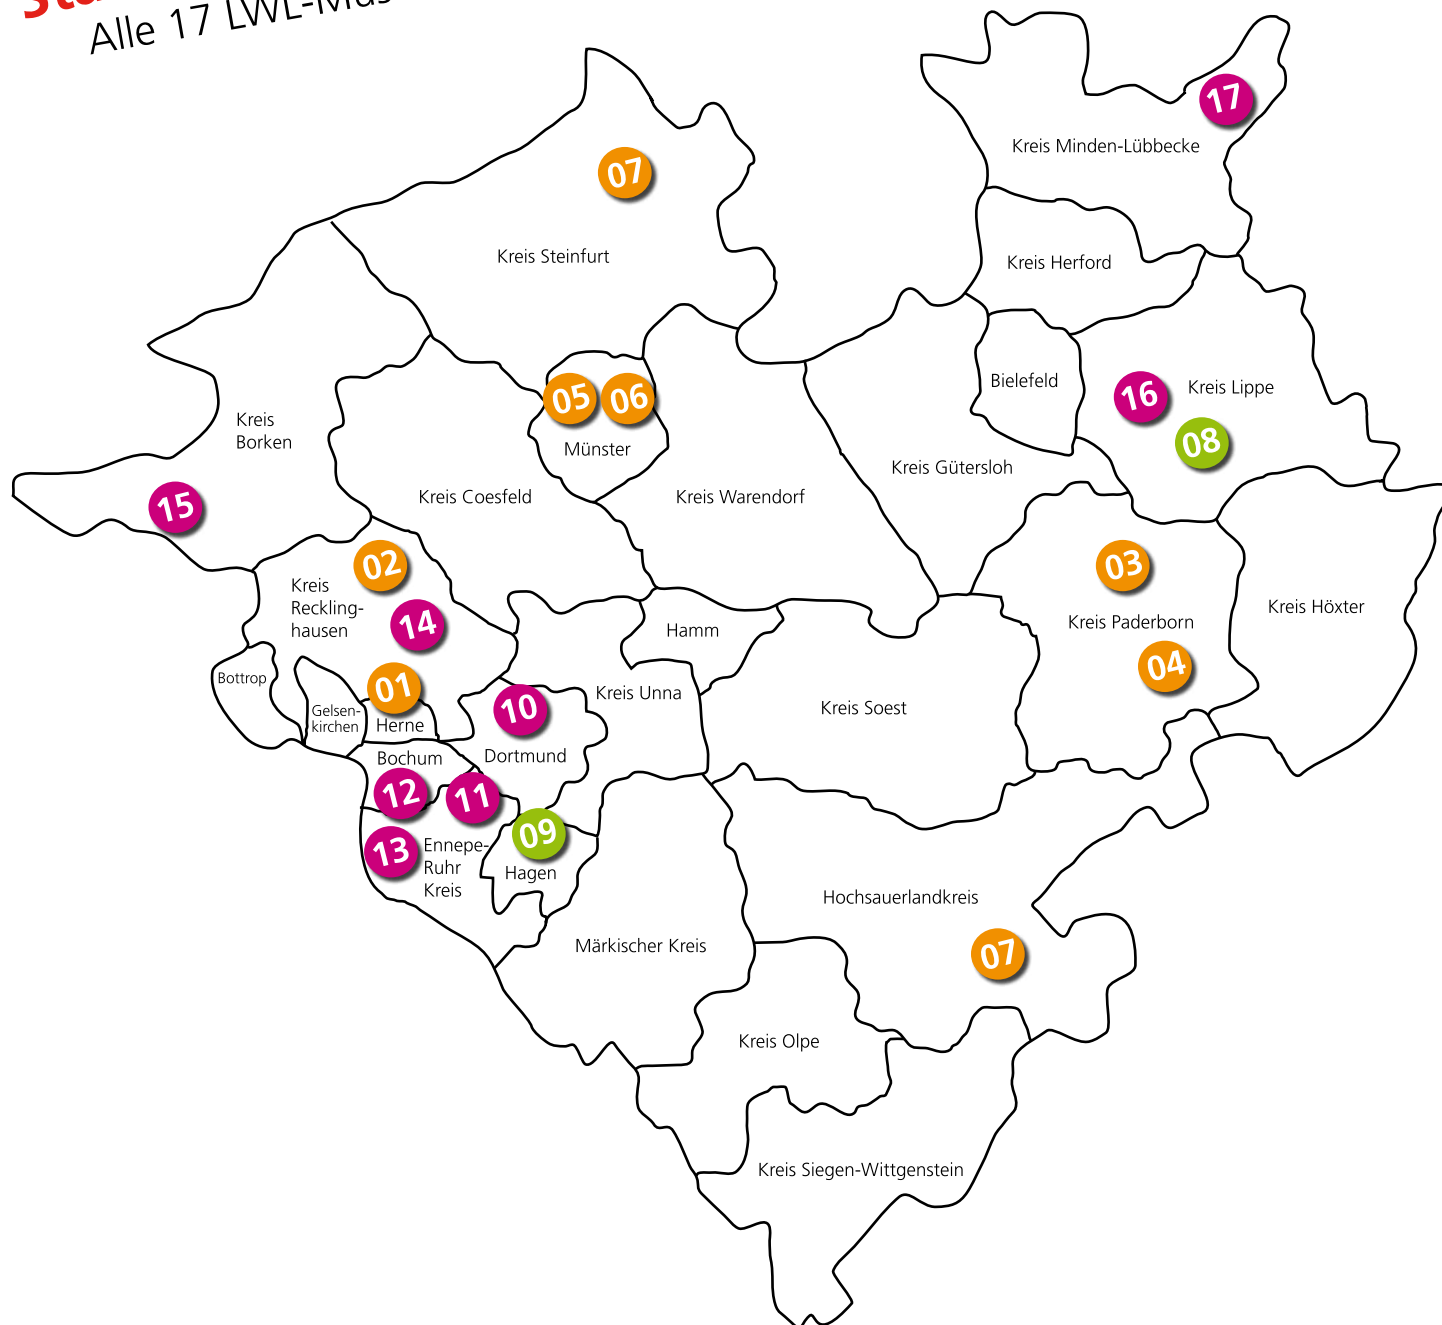 Alle 17
17
Kreis Minden-Lübbecke
07
Kreis Steinfurt
Kreis Herford
Bielefeld
16
Kreis Lippe
08
05 06
Münster
Kreis
Borken
Kreis Gütersloh
Kreis Coesfeld
Kreis Warendorf
15
02
03
Kreis
Reckling-
hausen
14
Kreis Höxter
Kreis Paderborn
Hamm
04
Bottrop
01
Kreis Unna
Gelsen-
kirchen
Herne
10
Kreis Soest
Dortmund
Bochum
12
11
09
13
Ennepe-
Ruhr
Kreis
Hagen
Hochsauerlandkreis
Märkischer Kreis
07
Kreis Olpe
Kreis Siegen-Wittgenstein